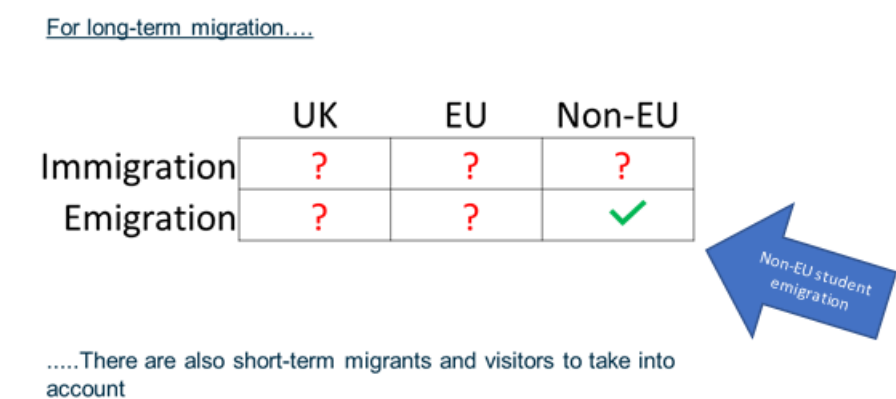 For long-term migration....
UK EU Non-EU
Immigration ? ? ?
Emigration ? ? ✓
Non-EU student
emigration
.....There are also short-term migrants and visitors to take into
account